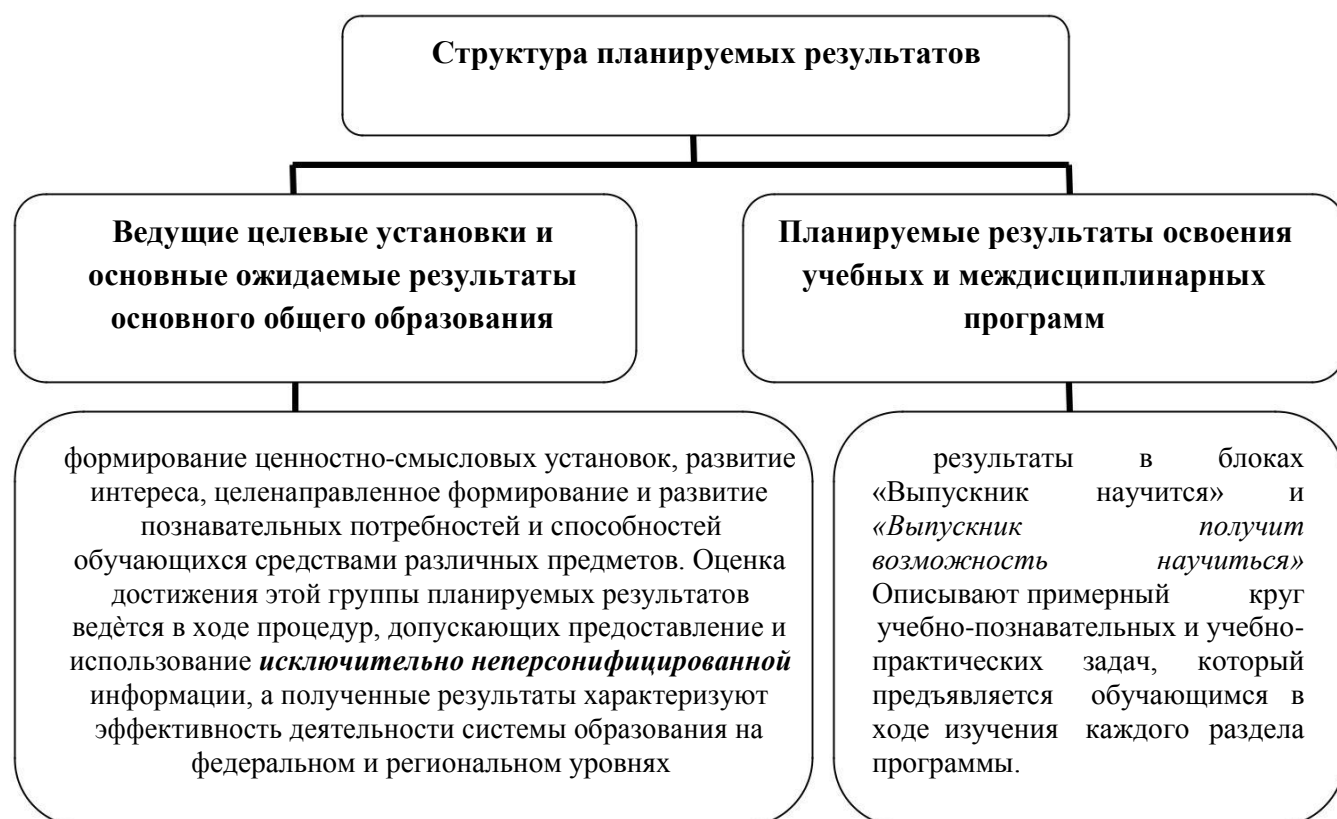 Структура планируемых результатов
Ведущие целевые установки и
основные ожидаемые результаты
основного общего образования
Планируемые результаты освоения
учебных и междисциплинарных
программ
формирование ценностно-смысловых установок, развитие
интереса, целенаправленное формирование и развитие
познавательных потребностей и способностей
обучающихся средствами различных предметов. Оценка
достижения этой группы планируемых результатов
ведѐтся в ходе процедур, допускающих предоставление и
использование исключительно неперсонифицированной
информации, а полученные результаты характеризуют
эффективность деятельности системы образования на
федеральном и региональном уровнях
результаты в блоках
«Выпускник научится» и
«Выпускник получит
возможность научиться»
Описывают примерный круг
учебно-познавательных и учебно-
практических задач, который
предъявляется обучающимся в
ходе изучения каждого раздела
программы.